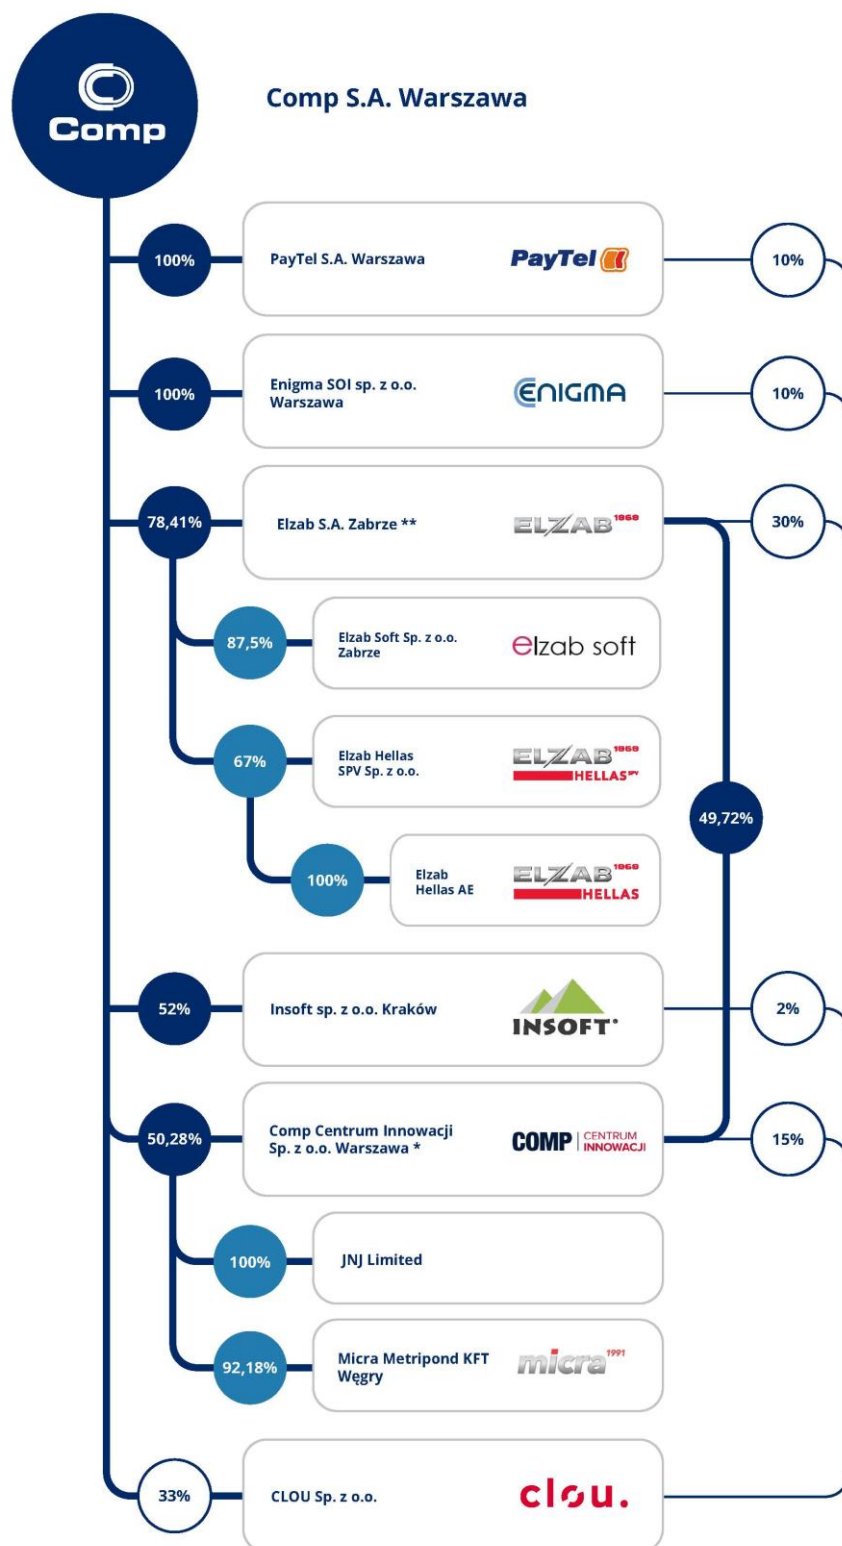 Comp
Comp S.A. Warszawa
100%
PayTel S.A. Warszawa
PayTel
10%
100%
Enigma SOI sp. z o.o.
Warszawa
ENIGMA
10%
78,41%
Elzab S.A. Zabrze **
ELZAB 1969
30%
87,5%
Elzab Soft Sp. z o.o.
Zabrze
elzab soft
67%
Elzab Hellas
SPV Sp. z o.o.
ELZAB 1969
HELLAS SPV
49,72%
100%
Elzab
Hellas AE
ELZAB 1969
HELLAS
52%
Insoft sp. z o.o. Kraków
INSOFT
2%
50,28%
Comp Centrum Innowacji
Sp. z o.o. Warszawa *
COMP CENTRUM
INNOWACJI
15%
100%
JNJ Limited
92,18%
Micra Metripond KFT
Węgry
micra 1991
33%
CLOU Sp. z o.o.
clou.